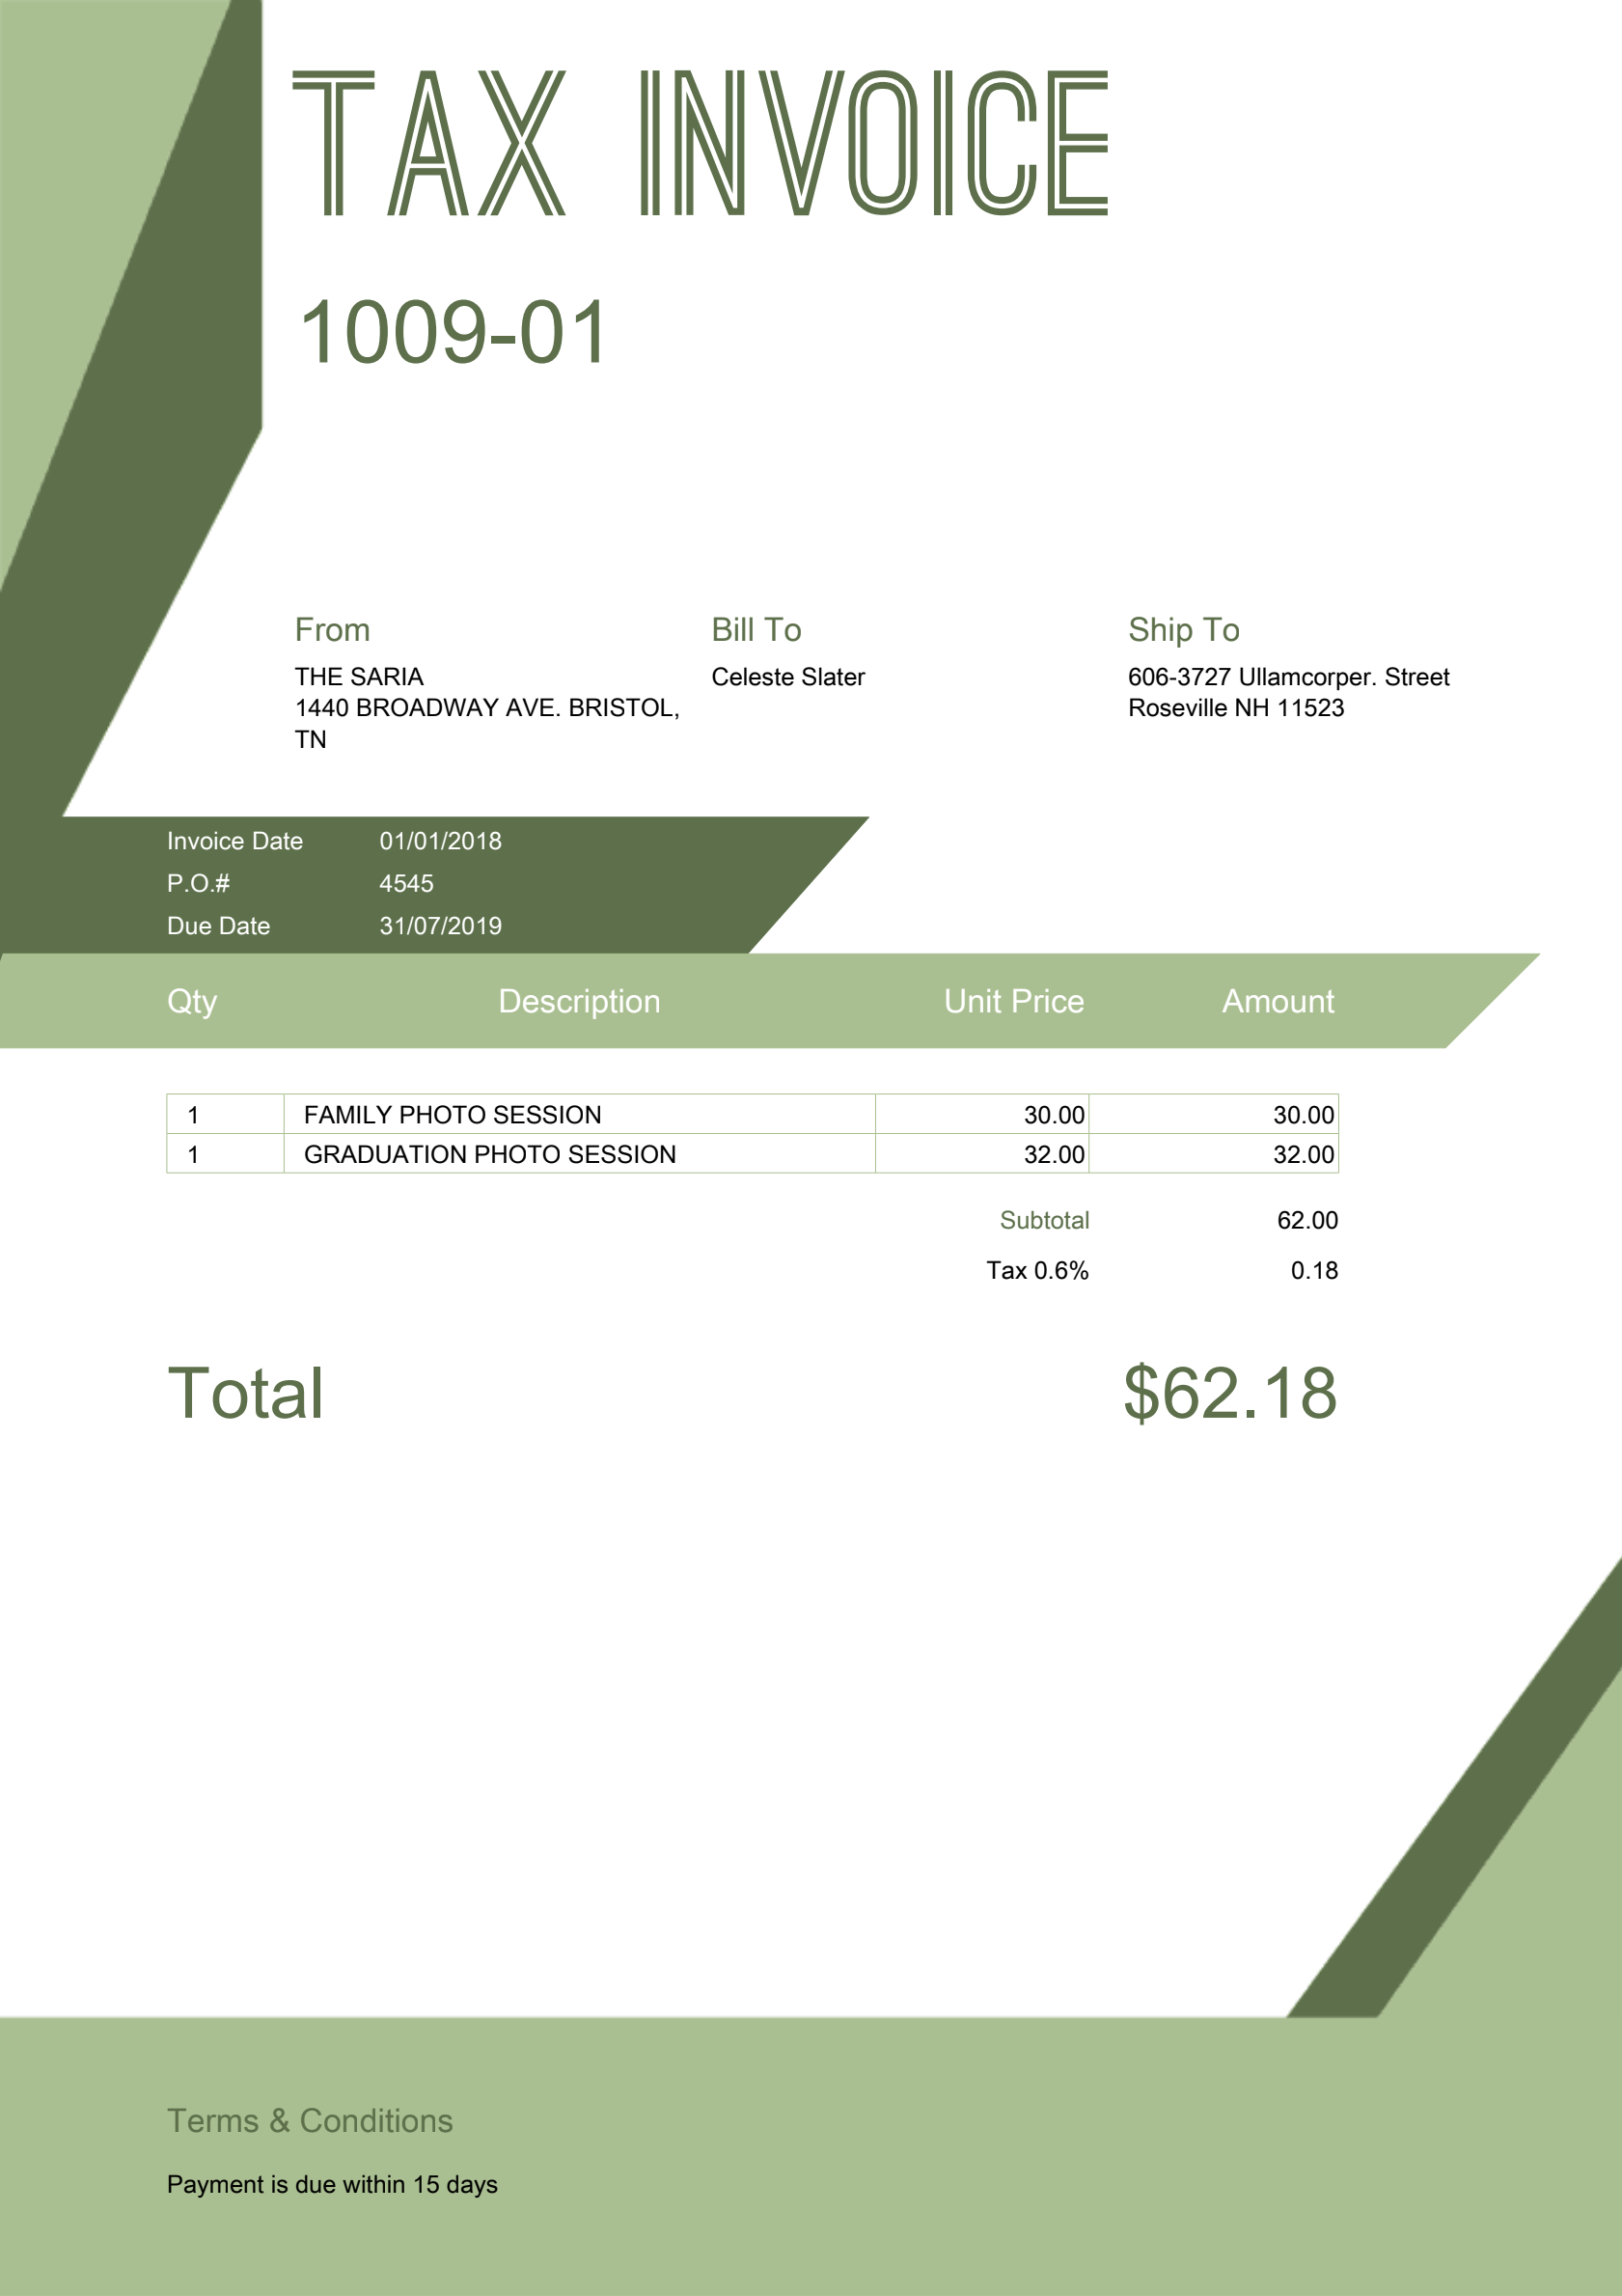 TAX INVOICE
1009-01
From
THE SARIA
1440 BROADWAY AVE. BRISTOL,
TN
Bill To
Celeste Slater
Ship To
606-3727 Ullamcorper. Street
Roseville NH 11523
Invoice Date 01/01/2018
P.O.# 4545
Due Date 31/07/2019
Qty Description Unit Price Amount
1 FAMILY PHOTO SESSION 30.00 30.00
1 GRADUATION PHOTO SESSION 32.00 32.00
Subtotal 62.00
Tax 0.6% 0.18
Total $62.18
Terms & Conditions
Payment is due within 15 days